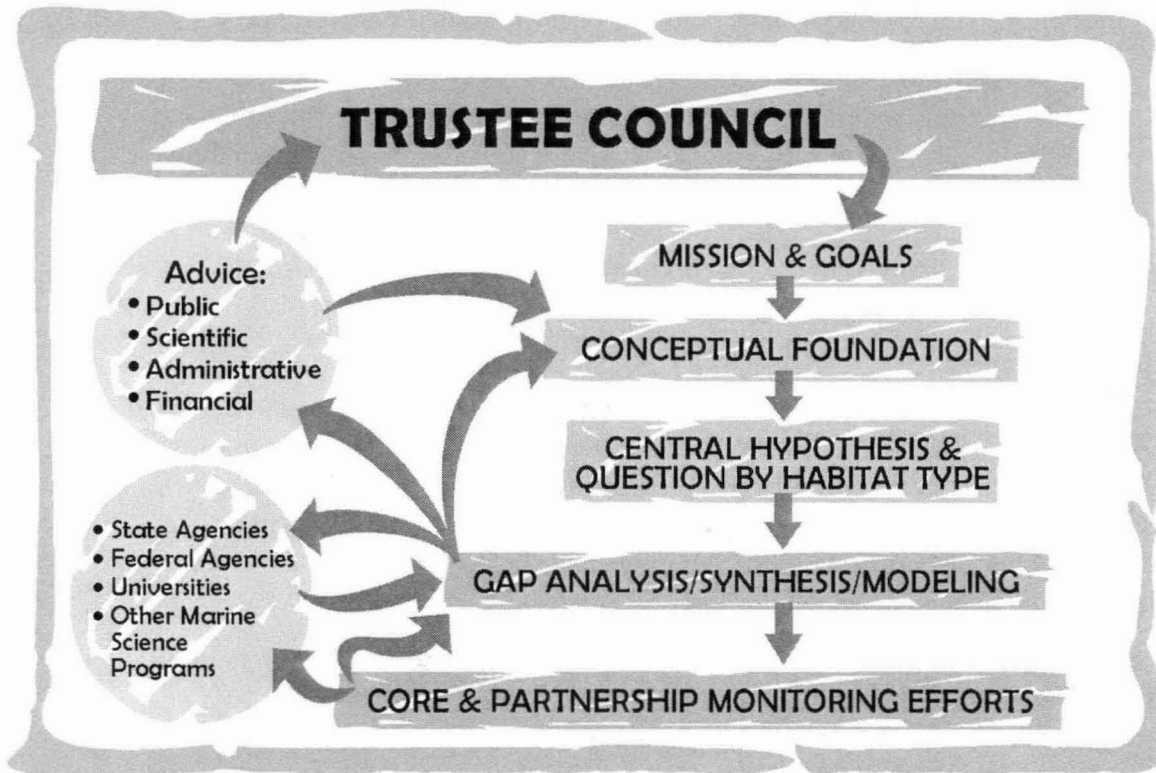 TRUSTEE COUNCIL
MISSION & GOALS
Advice:
• Public
• Scientific
• Administrative
• Financial
CONCEPTUAL FOUNDATION
CENTRAL HYPOTHESIS &
QUESTION BY HABITAT TYPE
• State Agencies
• Federal Agencies
• Universities
• Other Marine
Science
Programs
GAP ANALYSIS/SYNTHESIS/MODELING
CORE & PARTNERSHIP MONITORING EFFORTS